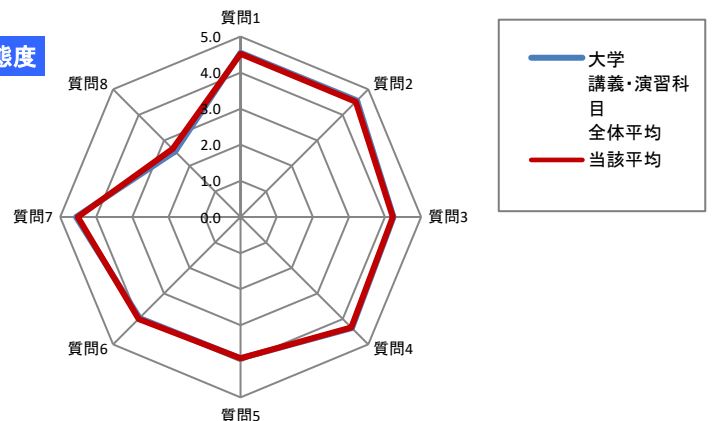 態度
質問1
質問2
質問3
質問4
質問5
質問6
質問7
質問8
5.0
4.0
3.0
2.0
1.0
0.0
大学
講義・演習科
目
全体平均
当該平均